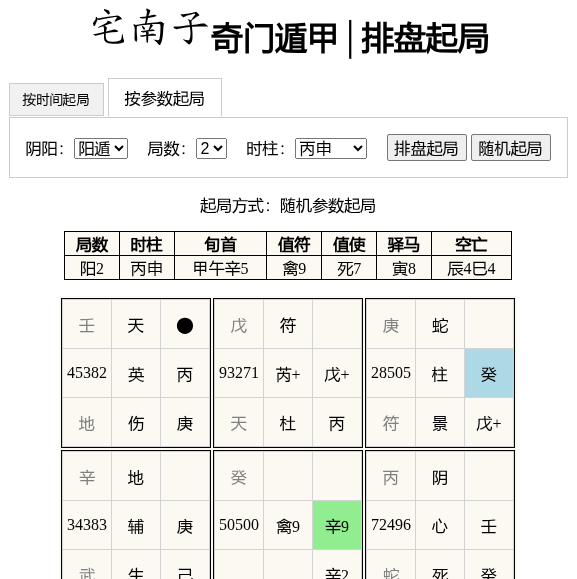 宅南子奇门遁甲 | 排盘起局
按时间起局 按参数起局
阴阳: 阳遁 局数: 2 时柱: 丙申 排盘起局 随机起局
起局方式: 随机参数起局
局数 时柱 旬首 值符 值使 驿马 空亡
阳2 丙申 甲午辛5 禽9 死7 寅8 辰4巳4
壬 天 ● 戊 符 庚 蛇
45382 英 丙 93271 芮+ 戊+ 28505 柱 癸
地 伤 庚 天 杜 丙 符 景 戊+
辛 地 癸 丙 阴
34383 辅 庚 50500 禽9 辛9 72496 心 壬
武 生 己 辛2 蛇 死 癸